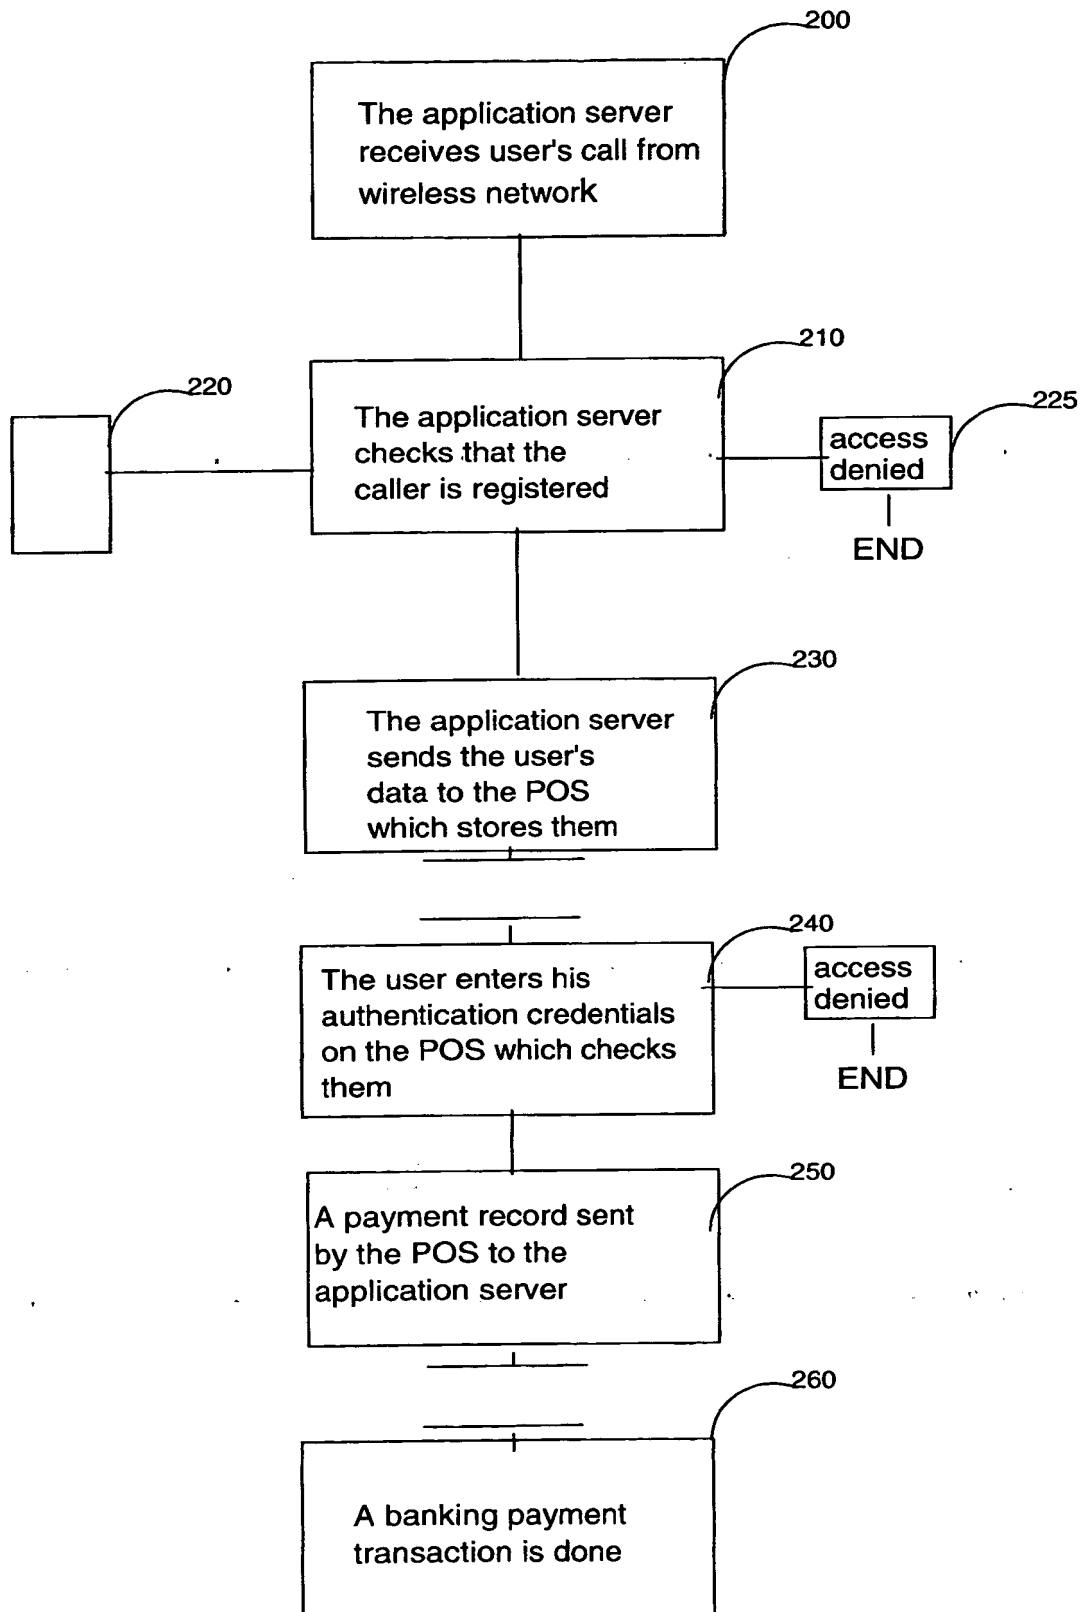 200
The application server
receives user's call from
wireless network
210
220
The application server
checks that the
caller is registered
access
denied
225
END
230
The application server
sends the user's
data to the POS
which stores them
240
The user enters his
authentication credentials
on the POS which checks
them
access
denied
END
250
A payment record sent
by the POS to the
application server
260
A banking payment
transaction is done